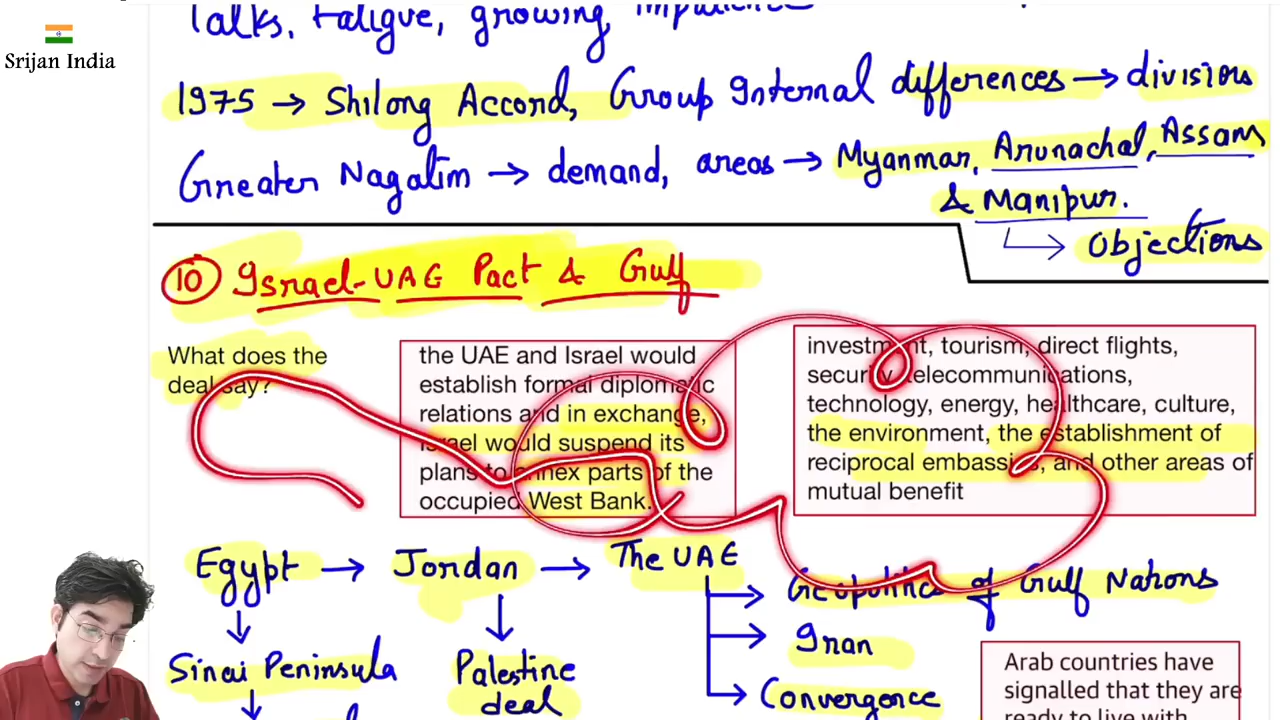 Talks, Fatigue, growing
Srijan India
1975 → Shilong Accord, Group Internal differences → divisions
Greater Nagalim → demand, areas → Myanmar, Arunachal, Assam
& Manipur.
Objections
10 Israel-UAE Pact & Gulf
What does the
deal say?
the UAE and Israel would
establish formal diplomatic
relations and in exchange,
Israel would suspend its
plans to annex parts of the
occupied West Bank.
investment, tourism, direct flights,
security, telecommunications,
technology, energy, healthcare, culture,
the environment, the establishment of
reciprocal embassies, and other areas of
mutual benefit
Egypt → Jordan → The UAE
Sinai Peninsula
Palestine
deal
Geopolitics of Gulf Nations
Iran
Convergence
Arab countries have
signalled that they are
ready to live with